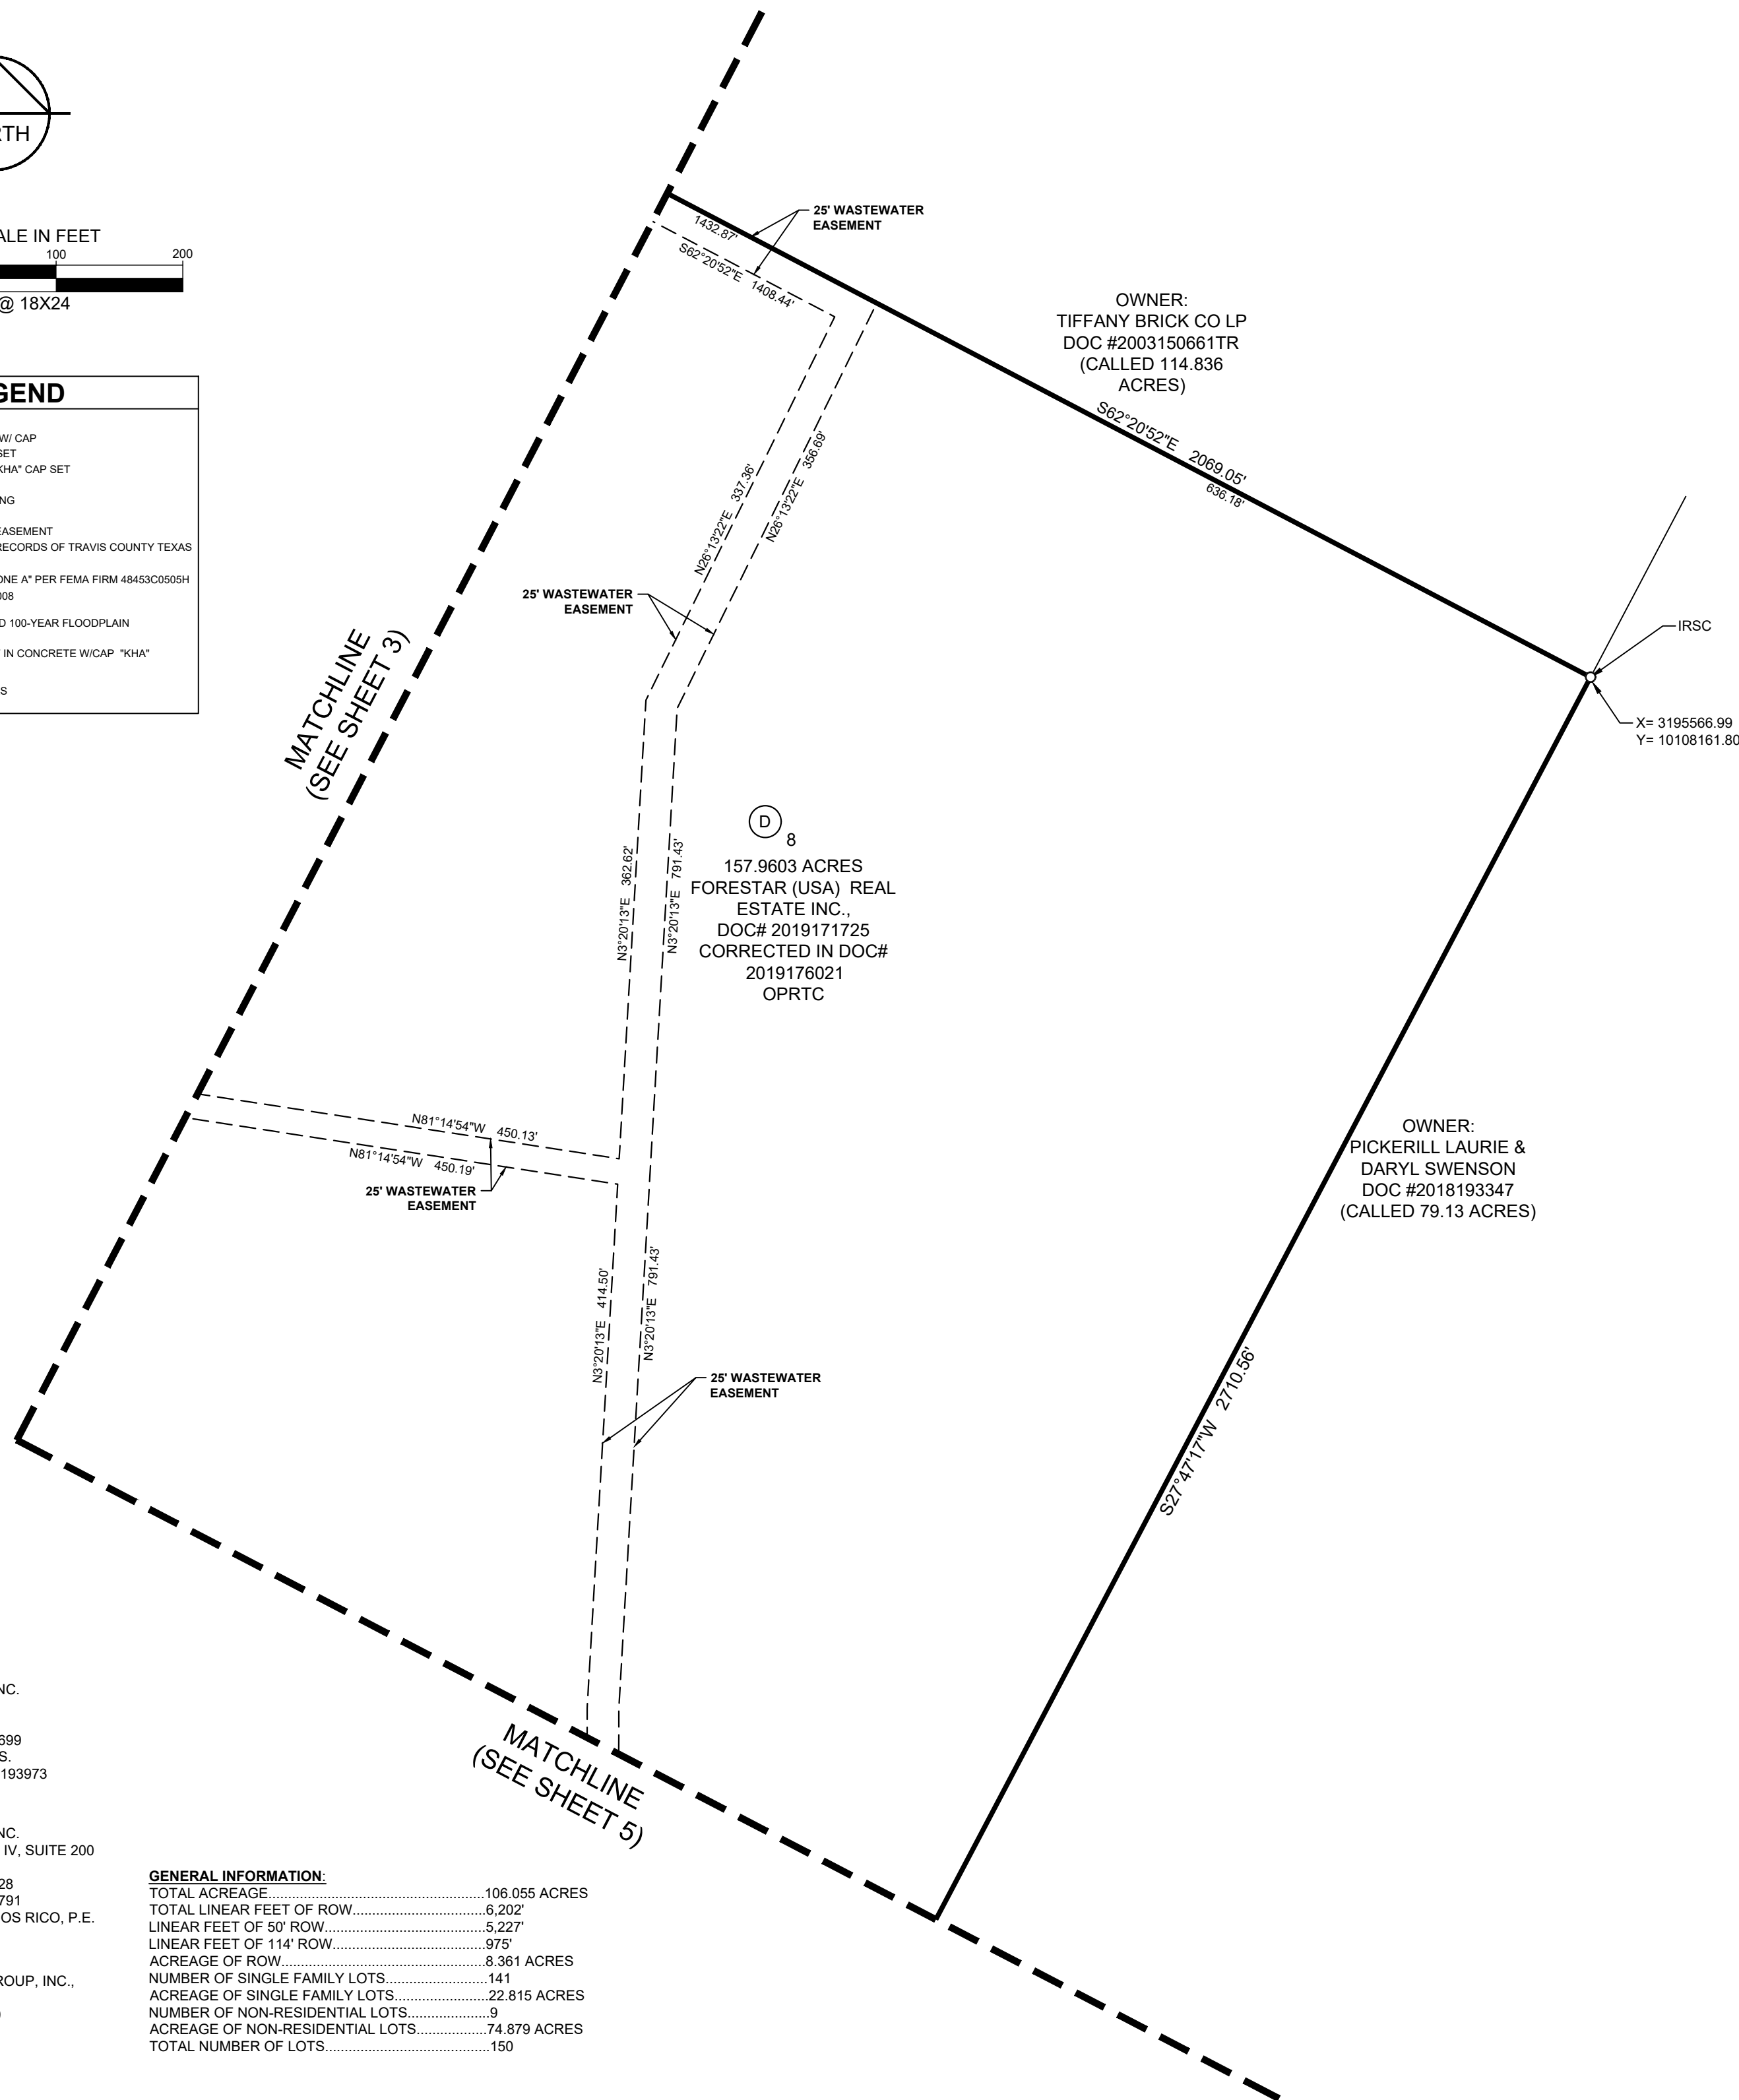 RTH
ALE IN FEET
100
200
@ 18X24
GEND
W/ CAP
SET
KHA" CAP SET
NG
EASEMENT
RECORDS OF TRAVIS COUNTY TEXAS
ONE A" PER FEMA FIRM 48453C0505H
008
D 100-YEAR FLOODPLAIN
IN CONCRETE W/CAP "KHA"
S
1432.87'
25' WASTEWATER
EASEMENT
S62°20'52"E 1408.44'
OWNER:
TIFFANY BRICK CO LP
DOC #2003150661TR
(CALLED 114.836
ACRES)
S62°20'52"E 2069.05'
636.18'
N26°13'22"E 337.36'
N26°13'22"E 356.69'
25' WASTEWATER
EASEMENT
IRSC
X= 3195566.99
Y= 10108161.80
MATCHLINE
(SEE SHEET 3)
D
8
157.9603 ACRES
FORESTAR (USA) REAL
ESTATE INC.,
DOC# 2019171725
CORRECTED IN DOC#
2019176021
OPRTC
N3°20'13"E 362.62'
N3°20'13"E 791.43'
N81°14'54"W 450.13'
N81°14'54"W 450.19'
25' WASTEWATER
EASEMENT
OWNER:
PICKERILL LAURIE &
DARYL SWENSON
DOC #2018193347
(CALLED 79.13 ACRES)
N3°20'13"E 414.50'
N3°20'13"E 791.43'
25' WASTEWATER
EASEMENT
S27°47'17"W 2710.56'
MATCHLINE
(SEE SHEET 5)
NC.
699
S.
193973
NC.
IV, SUITE 200
28
791
OS RICO, P.E.
ROUP, INC.,
GENERAL INFORMATION:
TOTAL ACREAGE....................................................106.055 ACRES
TOTAL LINEAR FEET OF ROW................................6,202'
LINEAR FEET OF 50' ROW.......................................5,227'
LINEAR FEET OF 114' ROW.....................................975'
ACREAGE OF ROW.................................................8.361 ACRES
NUMBER OF SINGLE FAMILY LOTS.........................141
ACREAGE OF SINGLE FAMILY LOTS.......................22.815 ACRES
NUMBER OF NON-RESIDENTIAL LOTS....................9
ACREAGE OF NON-RESIDENTIAL LOTS.................74.879 ACRES
TOTAL NUMBER OF LOTS........................................150